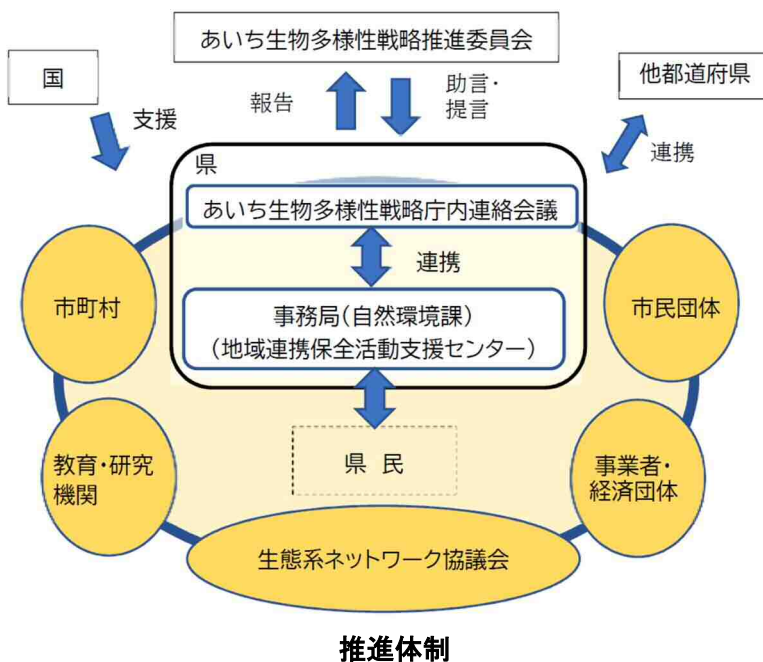 あいち生物多様性戦略推進委員会
国
他都道府県
支援
報告
助言・
提言
連携
県
あいち生物多様性戦略庁内連絡会議
連携
市町村
事務局(自然環境課)
(地域連携保全活動支援センター)
市民団体
教育・研究
機関
県 民
事業者・
経済団体
生態系ネットワーク協議会
推進体制